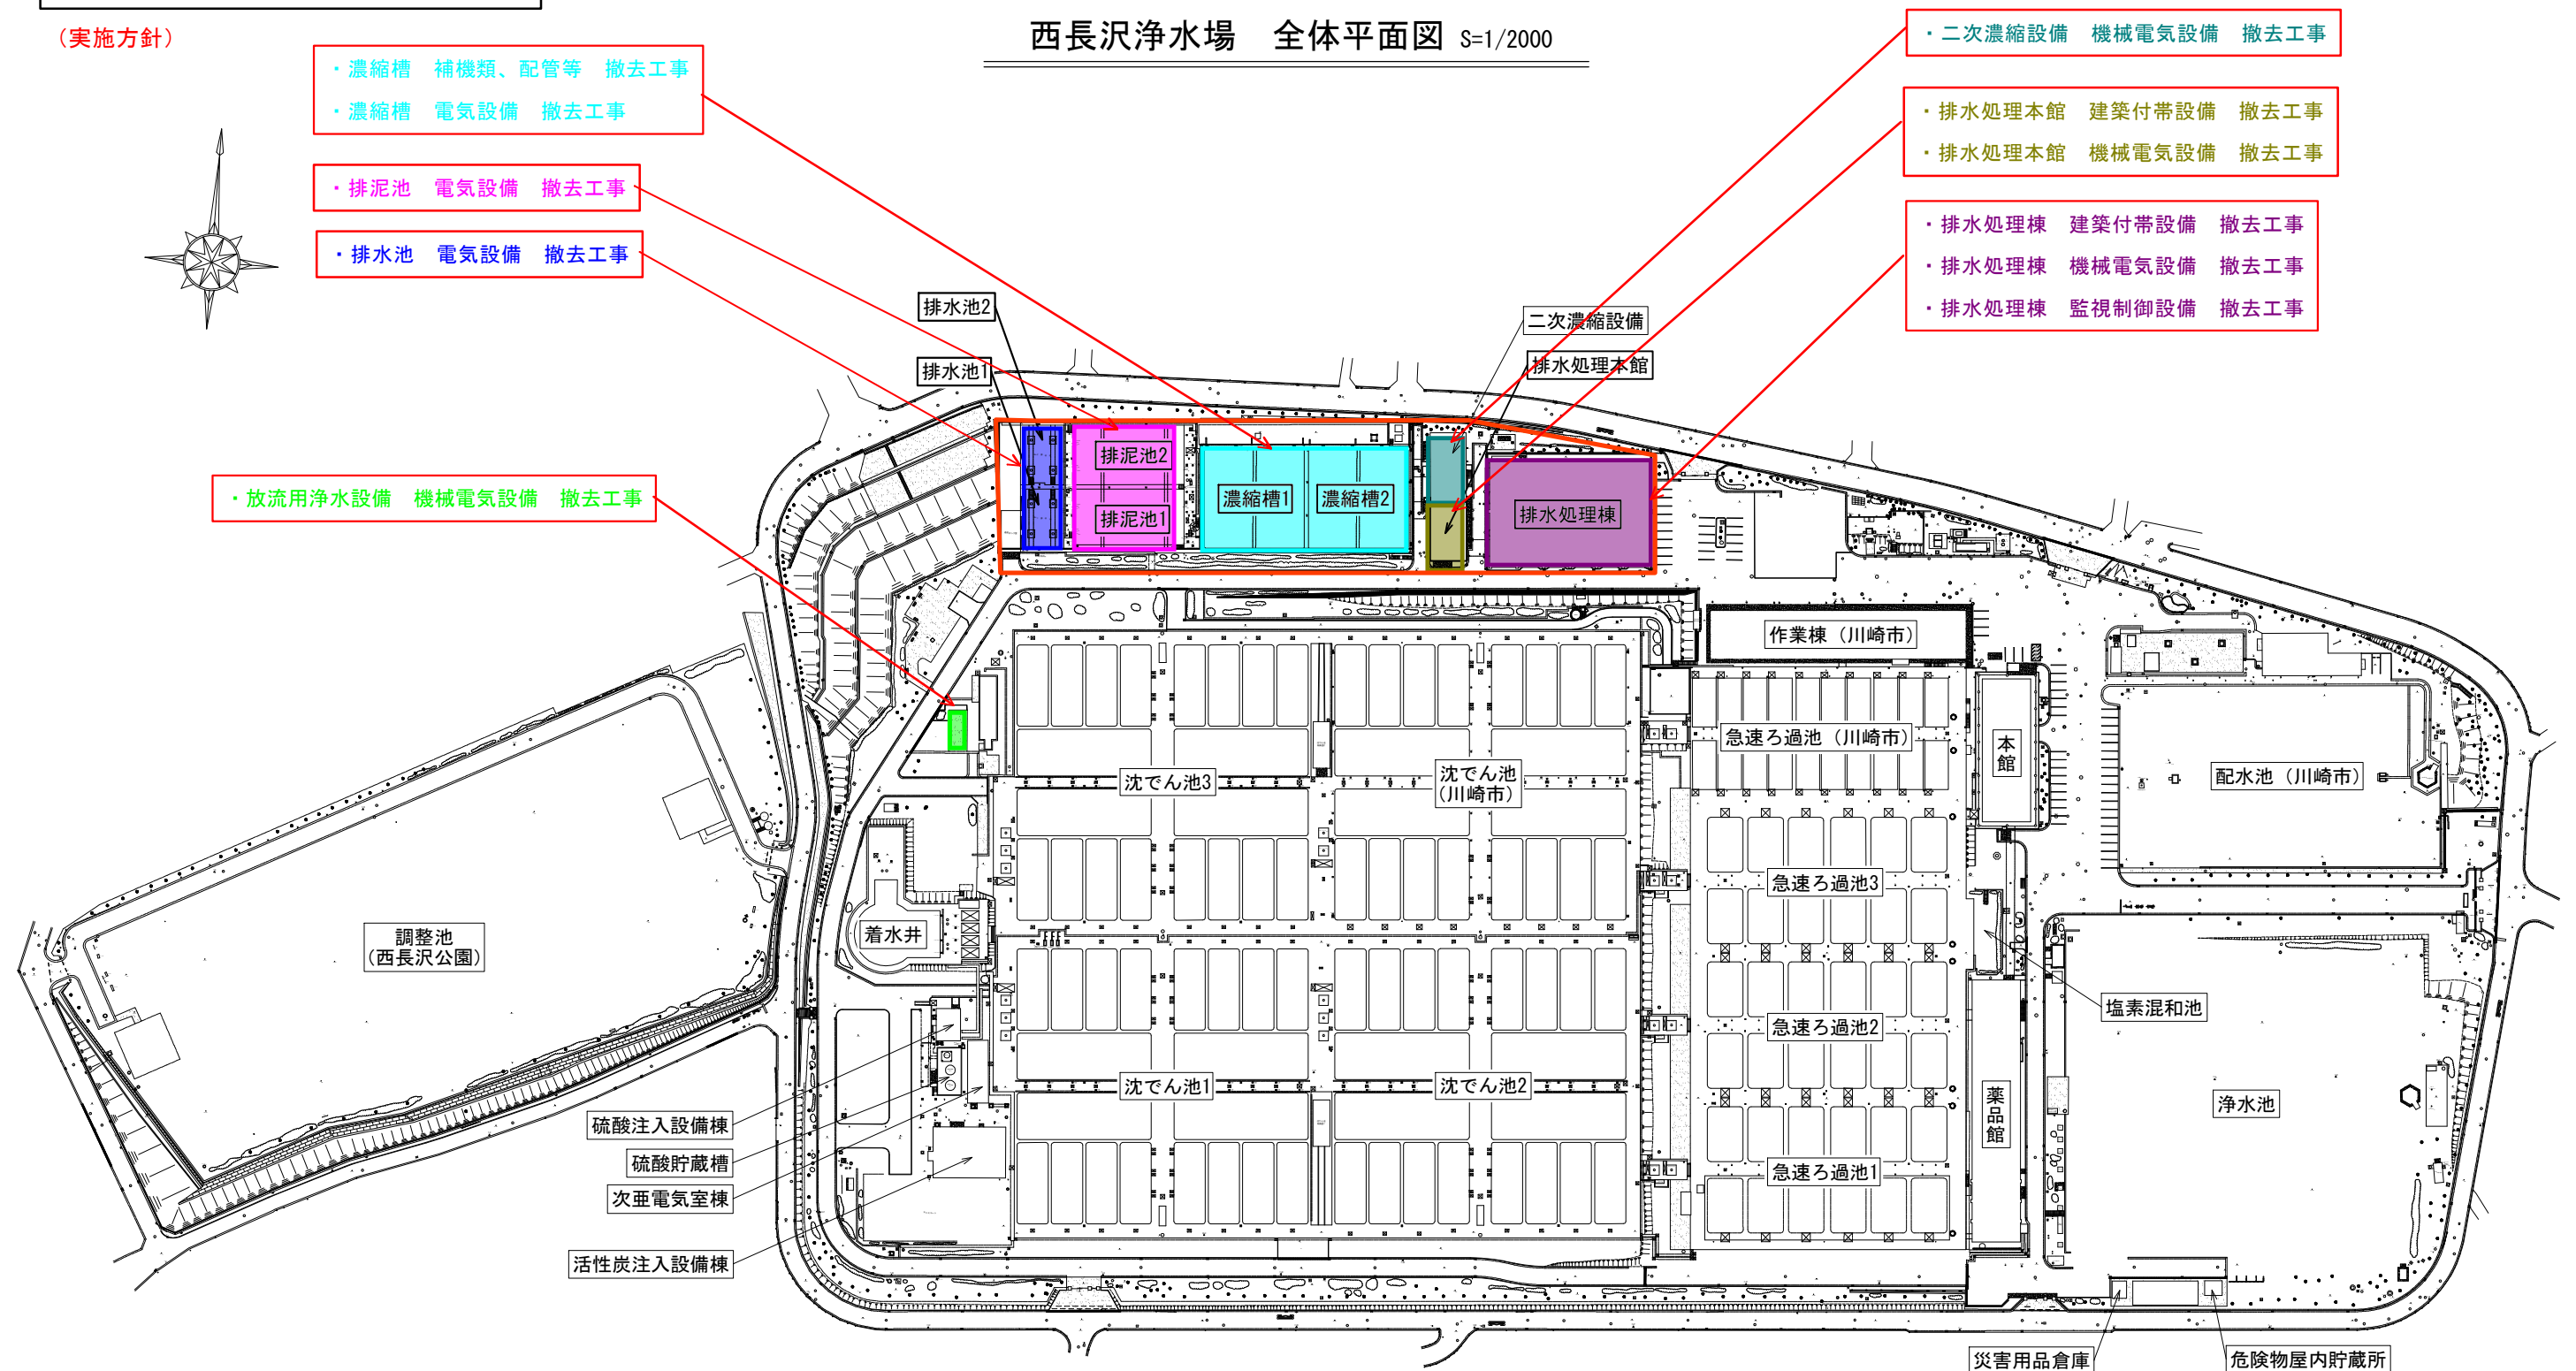 （実施方針）
西長沢浄水場　全体平面図 S=1/2000
・濃縮槽　補機類、配管等　撤去工事
・濃縮槽　電気設備　撤去工事
・排泥池　電気設備　撤去工事
・排水池　電気設備　撤去工事
・放流用浄水設備　機械電気設備　撤去工事
・二次濃縮設備　機械電気設備　撤去工事
・排水処理本館　建築付帯設備　撤去工事
・排水処理本館　機械電気設備　撤去工事
・排水処理棟　建築付帯設備　撤去工事
・排水処理棟　機械電気設備　撤去工事
・排水処理棟　監視制御設備　撤去工事
排水池2
排水池1
二次濃縮設備
排水処理本館
排泥池2
排泥池1
濃縮槽1
濃縮槽2
排水処理棟
作業棟（川崎市）
急速ろ過池（川崎市）
本館
配水池（川崎市）
沈でん池3
沈でん池
（川崎市）
急速ろ過池3
着水井
調整池
（西長沢公園）
塩素混和池
急速ろ過池2
沈でん池1
沈でん池2
薬品館
浄水池
硫酸注入設備棟
硫酸貯蔵槽
次亜電気室棟
急速ろ過池1
活性炭注入設備棟
災害用品倉庫
危険物屋内貯蔵所